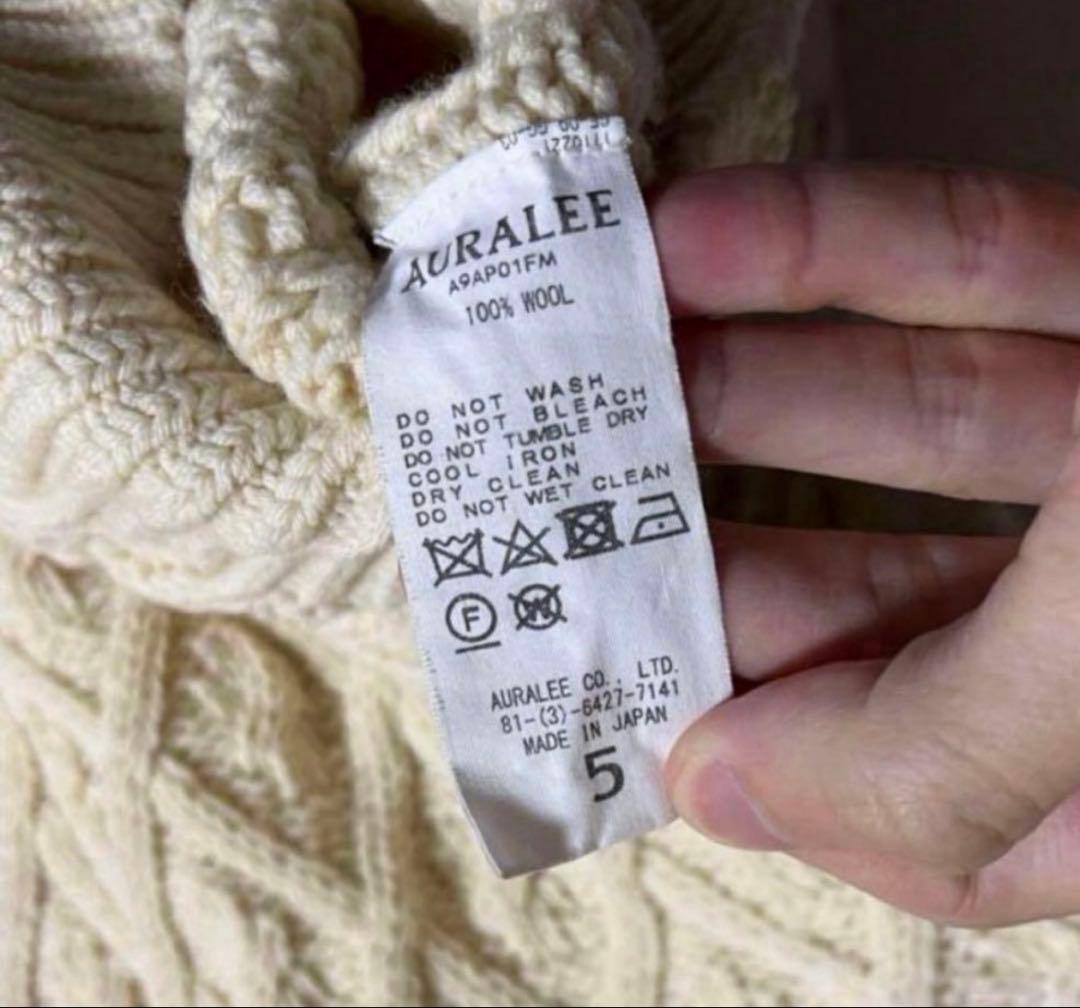 AURALEE
A9AP01FM
100% WOOL
DO NOT WASH
DO NOT BLEACH
DO NOT TUMBLE DRY
COOL IRON
DRY CLEAN
DO NOT WET CLEAN
F W
AURALEE CO., LTD.
81-(3)-6427-7141
MADE IN JAPAN
5